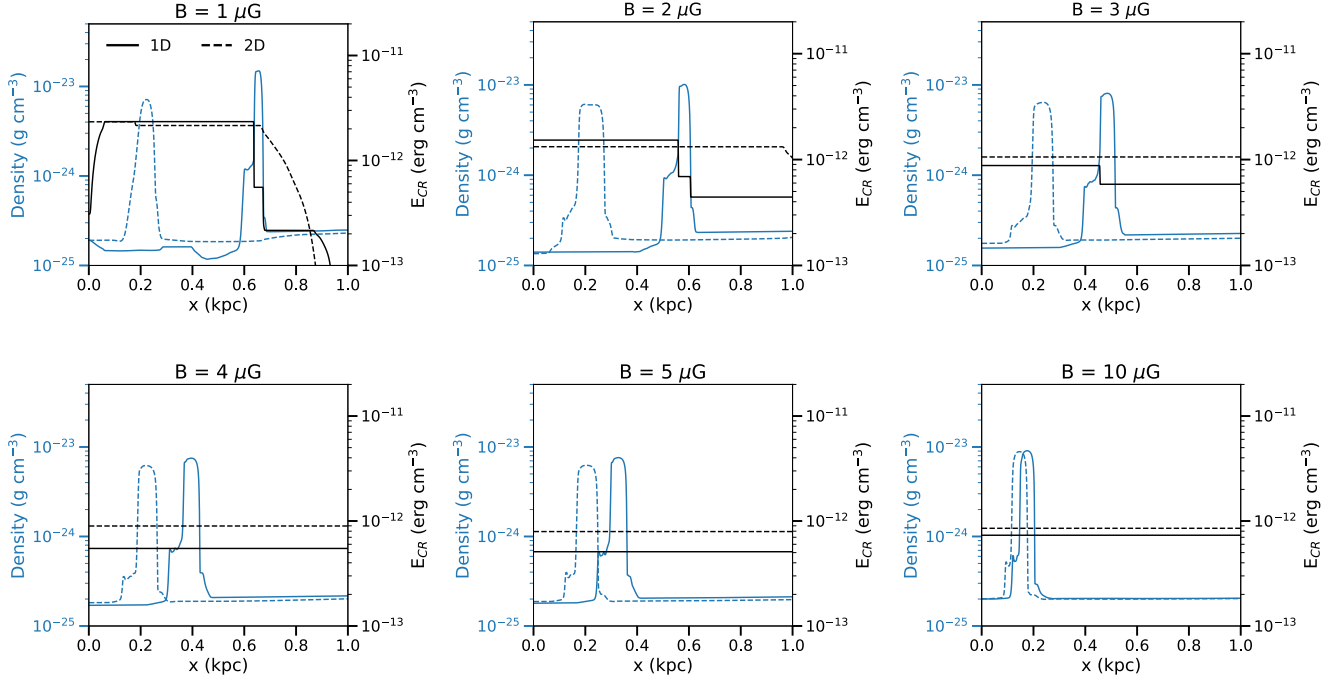 B = 1 μG
B = 2 μG
B = 3 μG
1D
2D
Density (g cm⁻³)
10⁻²³
10⁻²⁴
10⁻²⁵
10⁻¹¹
10⁻¹²
10⁻¹³
E_CR (erg cm⁻³)
0.0 0.2 0.4 0.6 0.8 1.0
x (kpc)
Density (g cm⁻³)
10⁻²³
10⁻²⁴
10⁻²⁵
10⁻¹¹
10⁻¹²
10⁻¹³
E_CR (erg cm⁻³)
0.0 0.2 0.4 0.6 0.8 1.0
x (kpc)
Density (g cm⁻³)
10⁻²³
10⁻²⁴
10⁻²⁵
10⁻¹¹
10⁻¹²
10⁻¹³
E_CR (erg cm⁻³)
0.0 0.2 0.4 0.6 0.8 1.0
x (kpc)
B = 4 μG
B = 5 μG
B = 10 μG
Density (g cm⁻³)
10⁻²³
10⁻²⁴
10⁻²⁵
10⁻¹¹
10⁻¹²
10⁻¹³
E_CR (erg cm⁻³)
0.0 0.2 0.4 0.6 0.8 1.0
x (kpc)
Density (g cm⁻³)
10⁻²³
10⁻²⁴
10⁻²⁵
10⁻¹¹
10⁻¹²
10⁻¹³
E_CR (erg cm⁻³)
0.0 0.2 0.4 0.6 0.8 1.0
x (kpc)
Density (g cm⁻³)
10⁻²³
10⁻²⁴
10⁻²⁵
10⁻¹¹
10⁻¹²
10⁻¹³
E_CR (erg cm⁻³)
0.0 0.2 0.4 0.6 0.8 1.0
x (kpc)